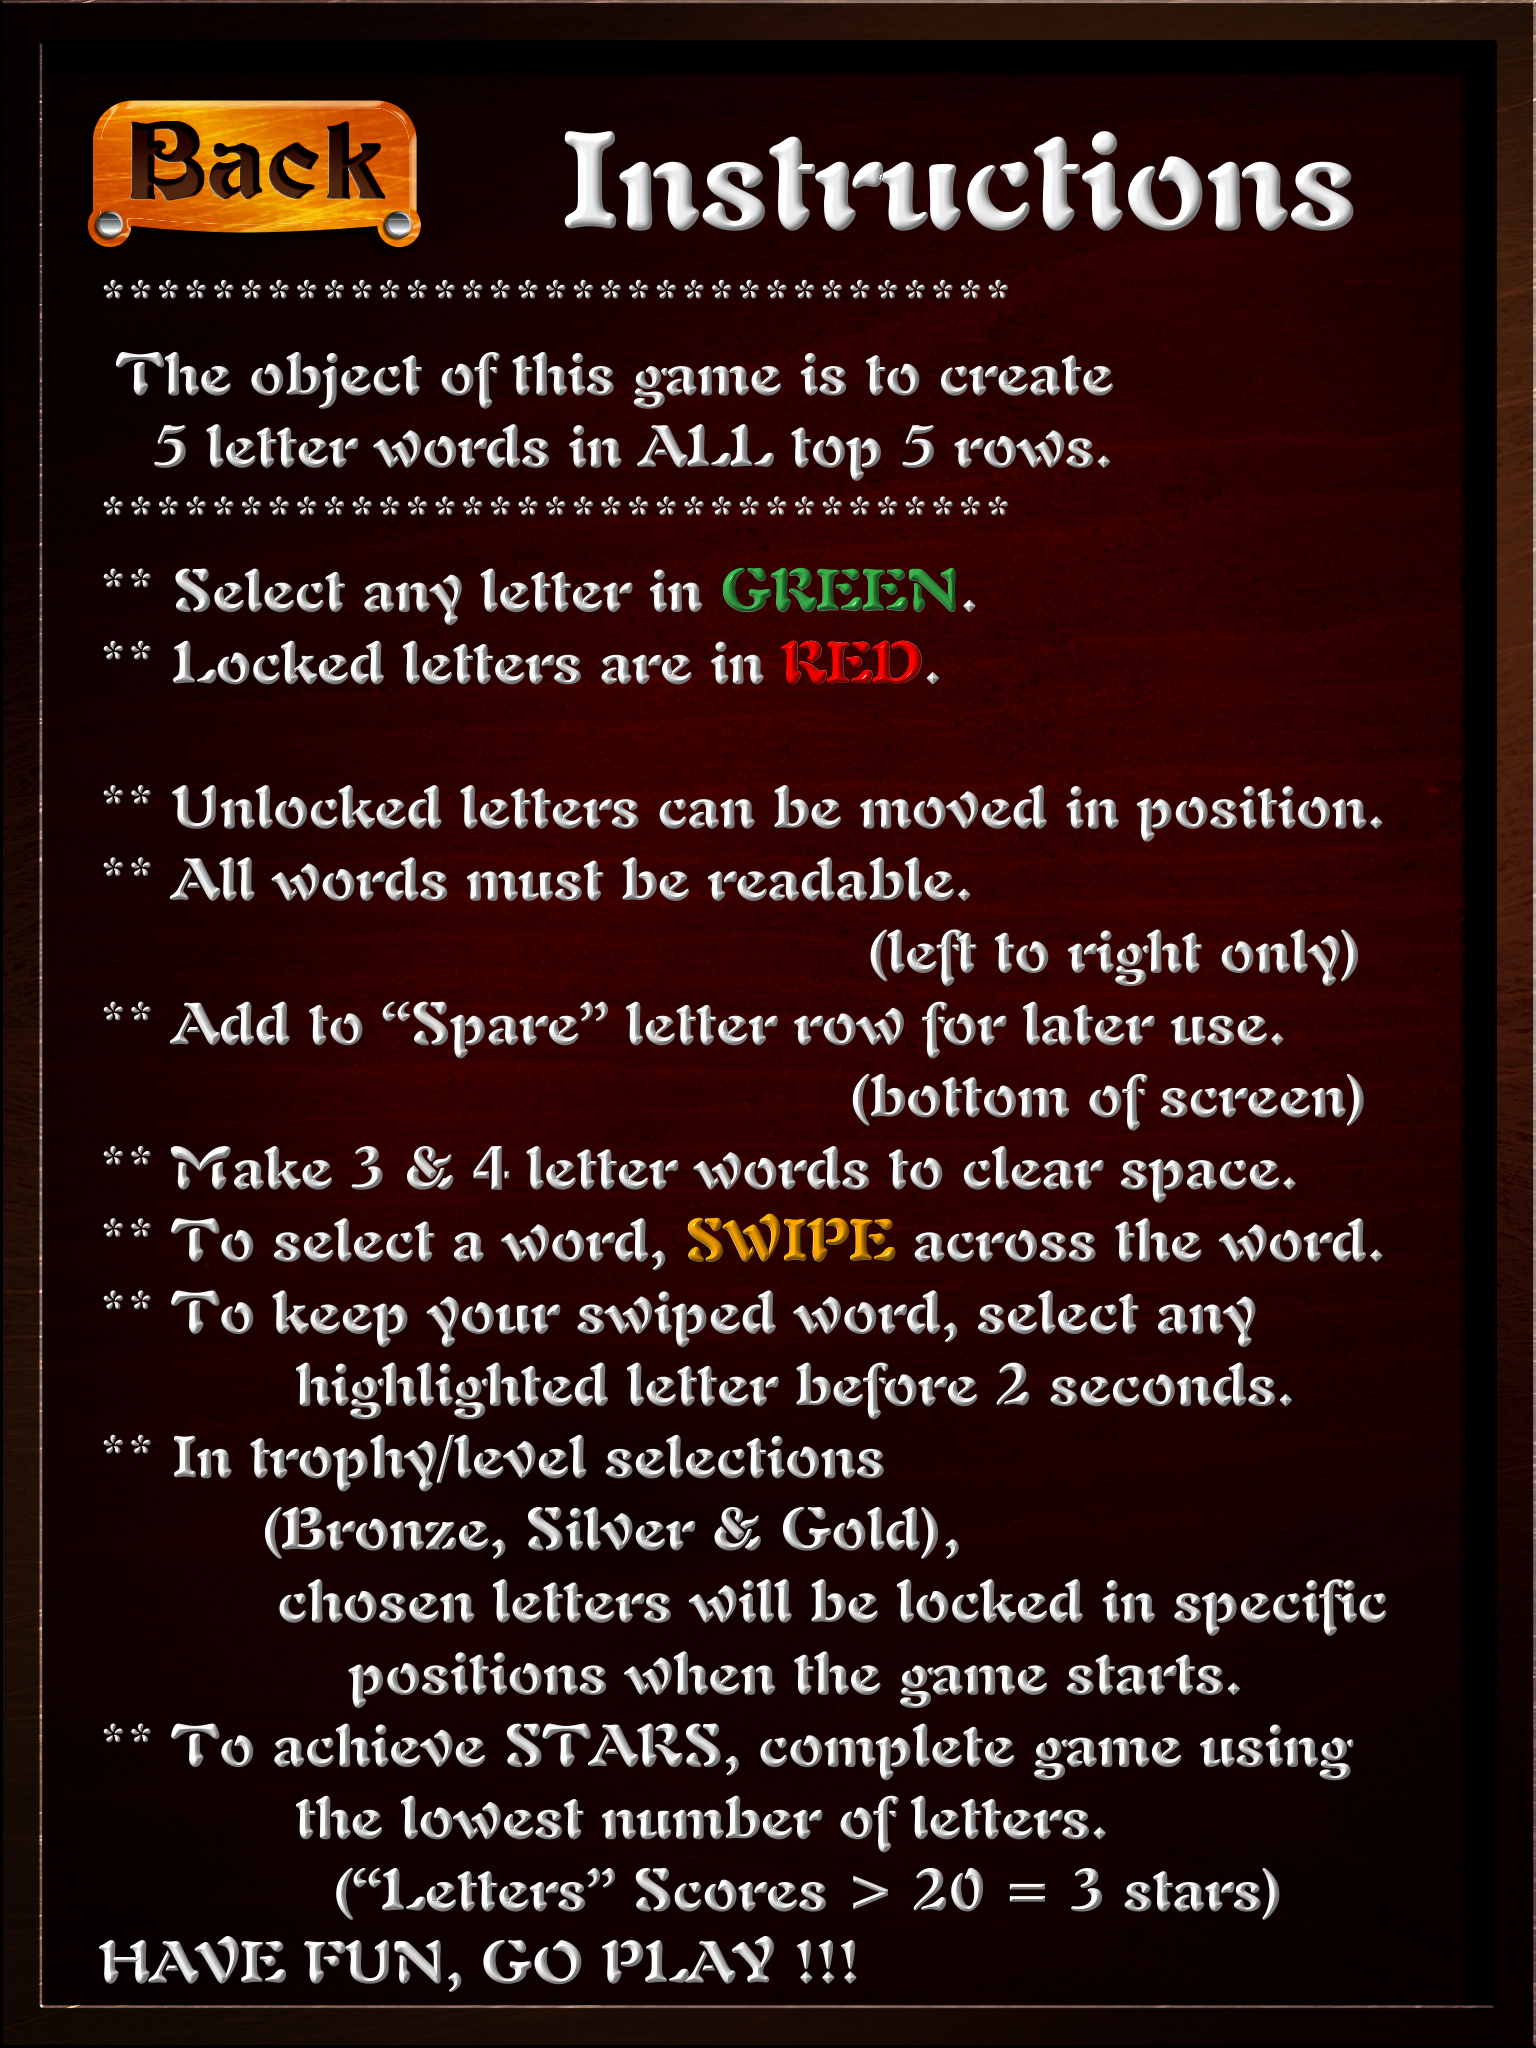 Back
Instructions
*********************************
The object of this game is to create
5 letter words in ALL top 5 rows.
*********************************
** Select any letter in GREEN.
** Locked letters are in RED.
** Unlocked letters can be moved in position.
** All words must be readable.
(left to right only)
** Add to “Spare” letter row for later use.
(bottom of screen)
** Make 3 & 4 letter words to clear space.
** To select a word, SWIPE across the word.
** To keep your swiped word, select any
highlighted letter before 2 seconds.
** In trophy/level selections
(Bronze, Silver & Gold),
chosen letters will be locked in specific
positions when the game starts.
** To achieve STARS, complete game using
the lowest number of letters.
(“Letters” Scores > 20 = 3 stars)
HAVE FUN, GO PLAY !!!